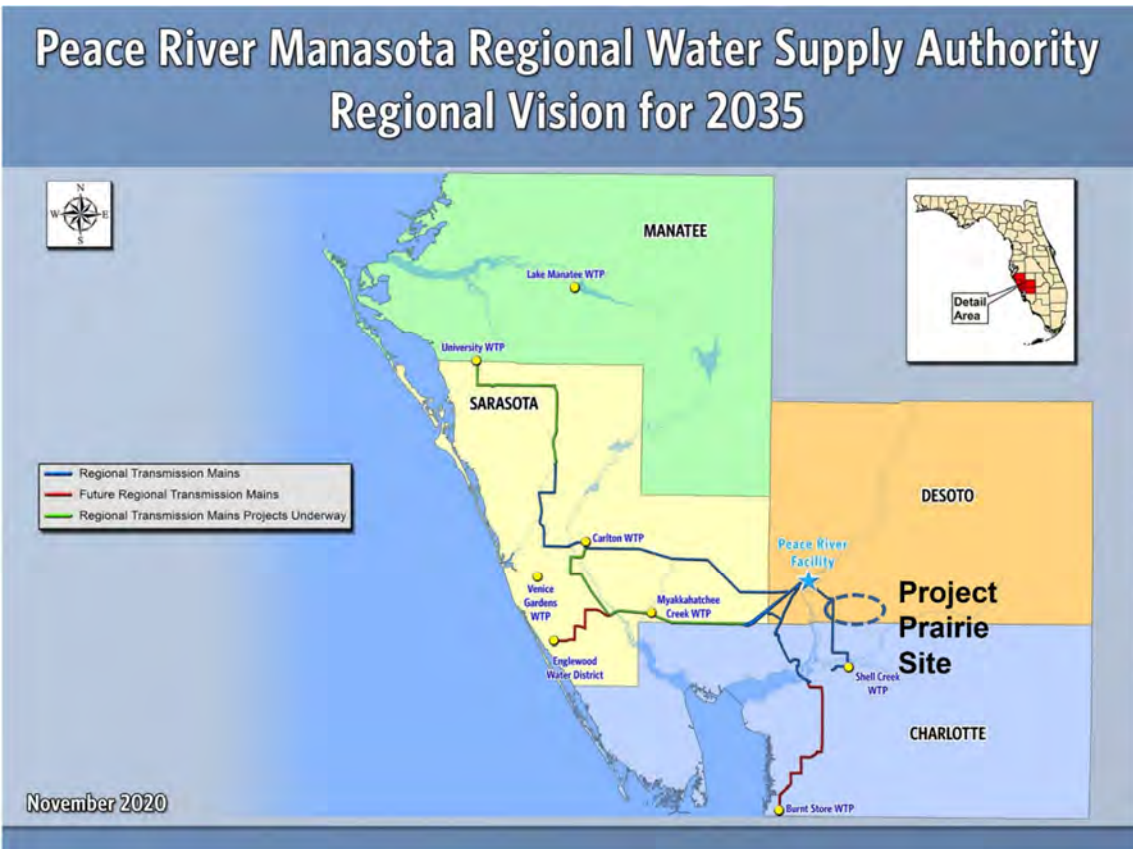 Peace River Manasota Regional Water Supply Authority
Regional Vision for 2035
N
W E
S
MANATEE
Lake Manatee WTP
Detail
Area
University WTP
SARASOTA
Regional Transmission Mains
Future Regional Transmission Mains
Regional Transmission Mains Projects Underway
DESOTO
Carlton WTP
Peace River
Facility
Venice
Gardens
WTP
Myakkahatchee
Creek WTP
Project
Prairie
Site
Englewood
Water District
Shell Creek
WTP
CHARLOTTE
November 2020
Burnt Store WTP